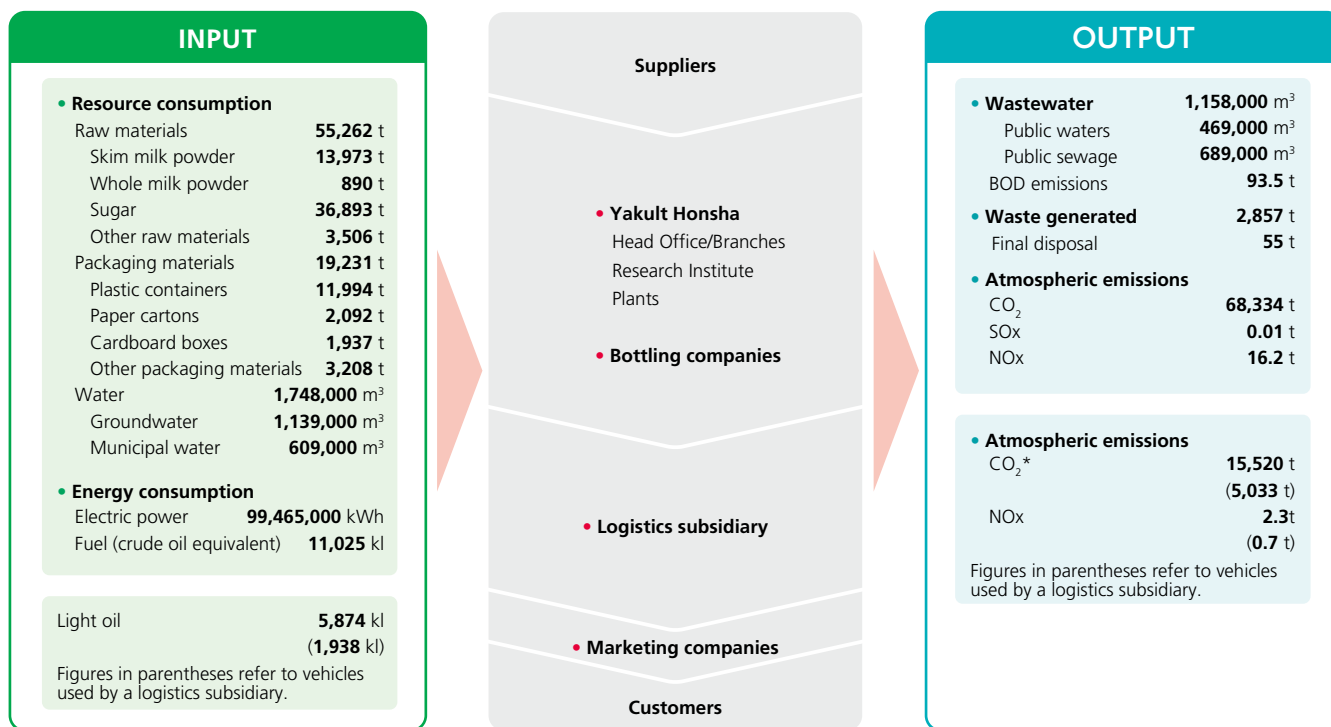 INPUT
• Resource consumption
Raw materials 55,262 t
Skim milk powder 13,973 t
Whole milk powder 890 t
Sugar 36,893 t
Other raw materials 3,506 t
Packaging materials 19,231 t
Plastic containers 11,994 t
Paper cartons 2,092 t
Cardboard boxes 1,937 t
Other packaging materials 3,208 t
Water 1,748,000 m³
Groundwater 1,139,000 m³
Municipal water 609,000 m³
• Energy consumption
Electric power 99,465,000 kWh
Fuel (crude oil equivalent) 11,025 kl
Light oil 5,874 kl
(1,938 kl)
Figures in parentheses refer to vehicles
used by a logistics subsidiary.
Suppliers
• Yakult Honsha
Head Office/Branches
Research Institute
Plants
• Bottling companies
• Logistics subsidiary
• Marketing companies
Customers
OUTPUT
• Wastewater 1,158,000 m³
Public waters 469,000 m³
Public sewage 689,000 m³
BOD emissions 93.5 t
• Waste generated 2,857 t
Final disposal 55 t
• Atmospheric emissions
CO₂ 68,334 t
SOx 0.01 t
NOx 16.2 t
• Atmospheric emissions
CO₂* 15,520 t
(5,033 t)
NOx 2.3t
(0.7 t)
Figures in parentheses refer to vehicles
used by a logistics subsidiary.